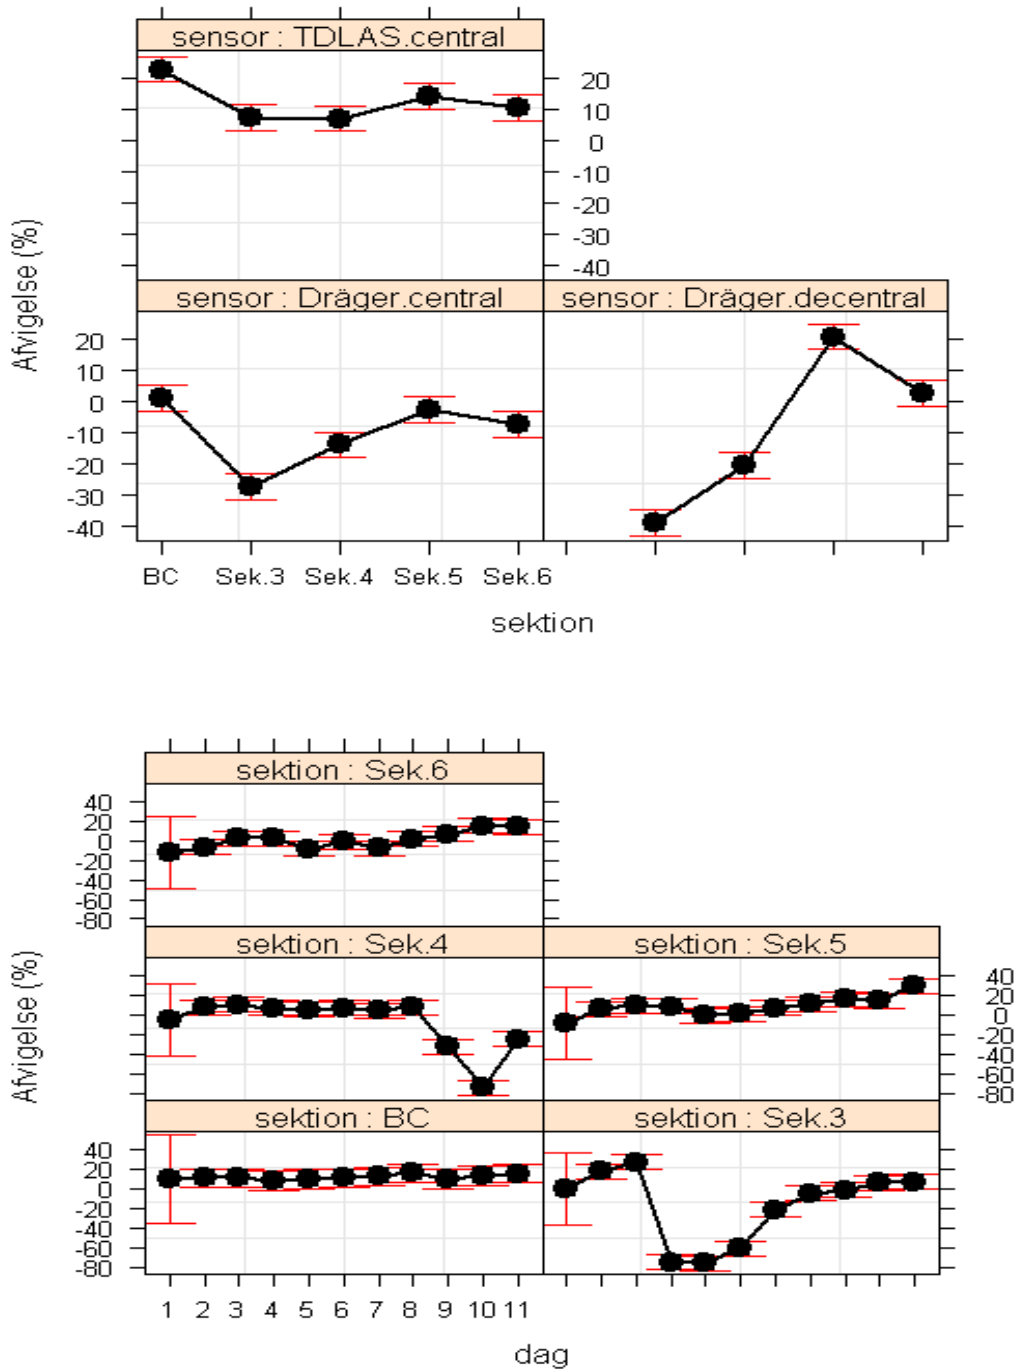 sensor : TDLAS.central
20
10
0
-10
-20
-30
-40
Afvigelse (%)
sensor : Dräger.central
sensor : Dräger.decentral
20
10
0
-10
-20
-30
-40
BC Sek.3 Sek.4 Sek.5 Sek.6
sektion
sektion : Sek.6
40
20
0
-20
-40
-60
-80
Afvigelse (%)
sektion : Sek.4
sektion : Sek.5
40
20
0
-20
-40
-60
-80
sektion : BC
sektion : Sek.3
40
20
0
-20
-40
-60
-80
1 2 3 4 5 6 7 8 9 10 11
dag